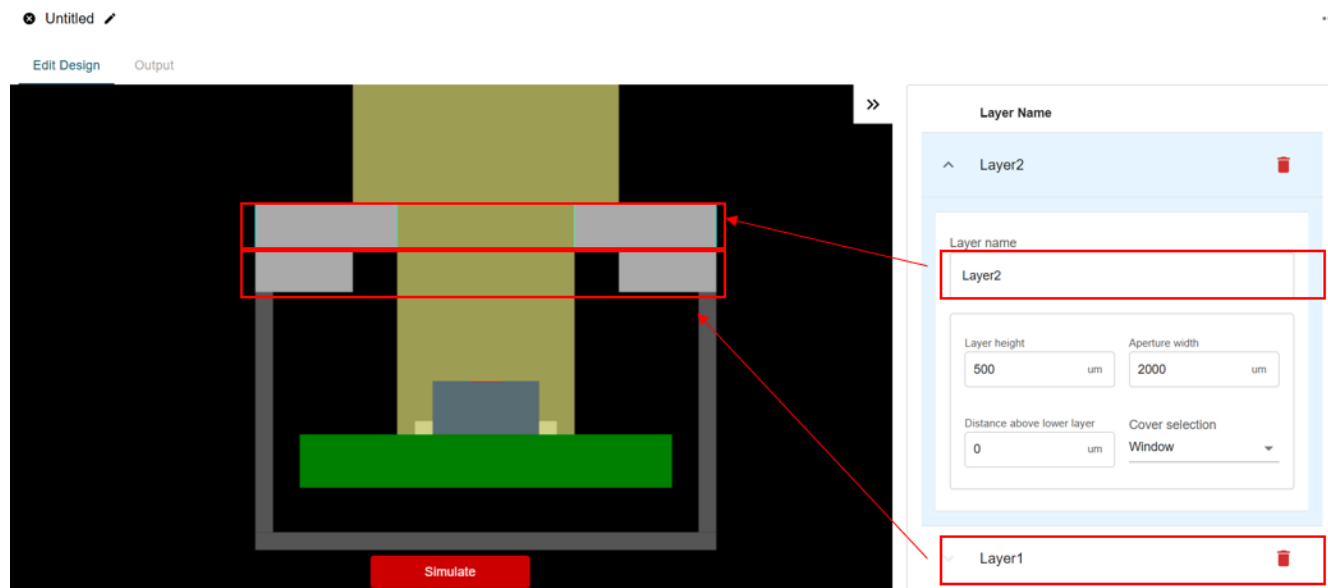 Untitled
Edit Design Output
Layer Name
Layer2
Layer name
Layer2
Layer height Aperture width
500 um 2000 um
Distance above lower layer Cover selection
0 um Window
Layer1
Simulate